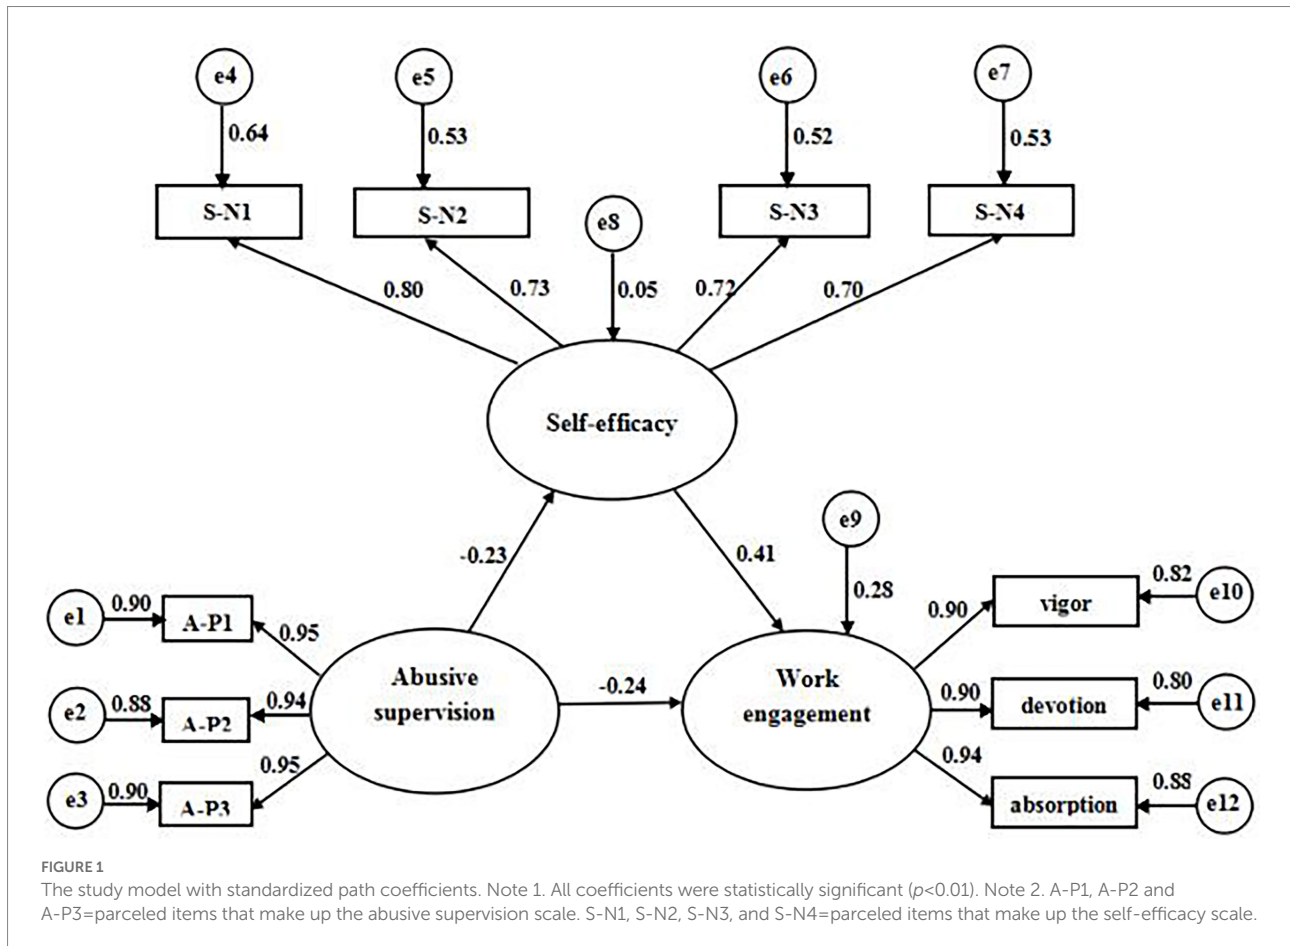 e4 e5 e6 e7
0.64 0.53 0.52 0.53
S-N1 S-N2 S-N3 S-N4
e8
0.80 0.73 0.05 0.72 0.70
Self-efficacy
e9
-0.23 0.41
0.28
e1 0.90 A-P1 0.95
e2 0.88 A-P2 0.94
e3 0.90 A-P3 0.95
Abusive
supervision
-0.24
Work
engagement
0.90 vigor 0.82 e10
0.90 devotion 0.80 e11
0.94 absorption 0.88 e12
FIGURE 1
The study model with standardized path coefficients. Note 1. All coefficients were statistically significant (p<0.01). Note 2. A-P1, A-P2 and
A-P3=parceled items that make up the abusive supervision scale. S-N1, S-N2, S-N3, and S-N4=parceled items that make up the self-efficacy scale.